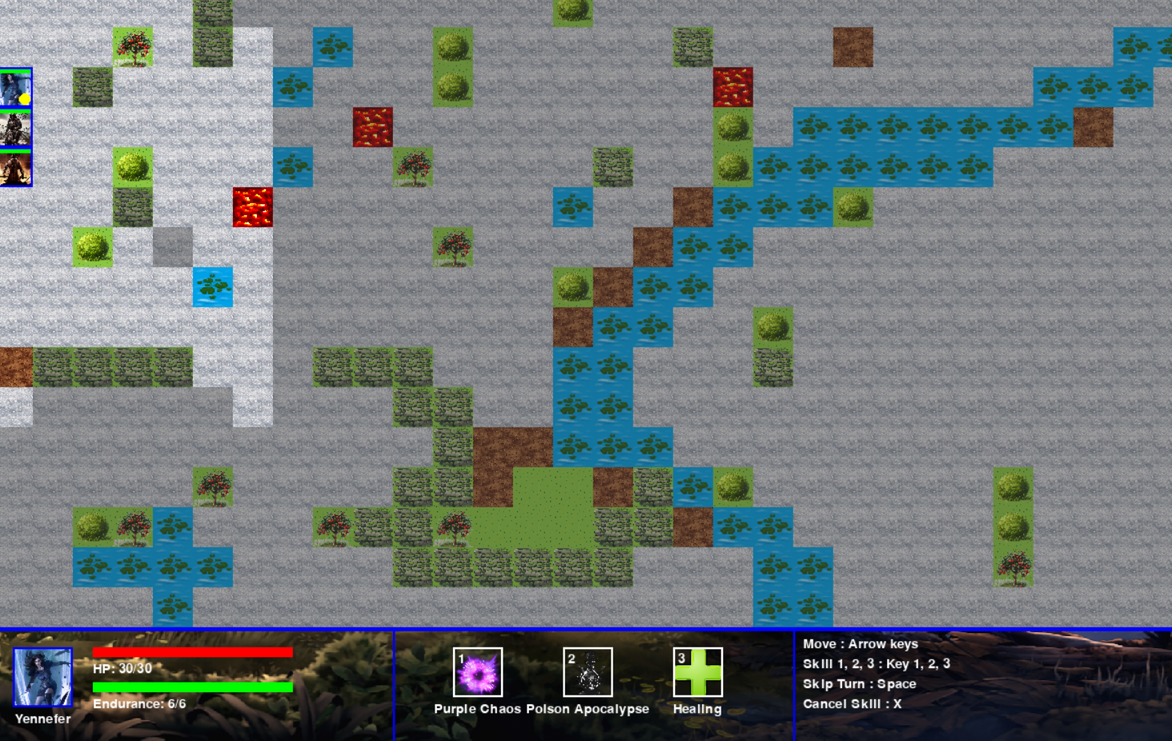 HP: 30/30
Endurance: 6/6
Yennefer
1
2
3
Purple Chaos
Poison Apocalypse
Healing
Move : Arrow keys
Skill 1, 2, 3 : Key 1, 2, 3
Skip Turn : Space
Cancel Skill : X